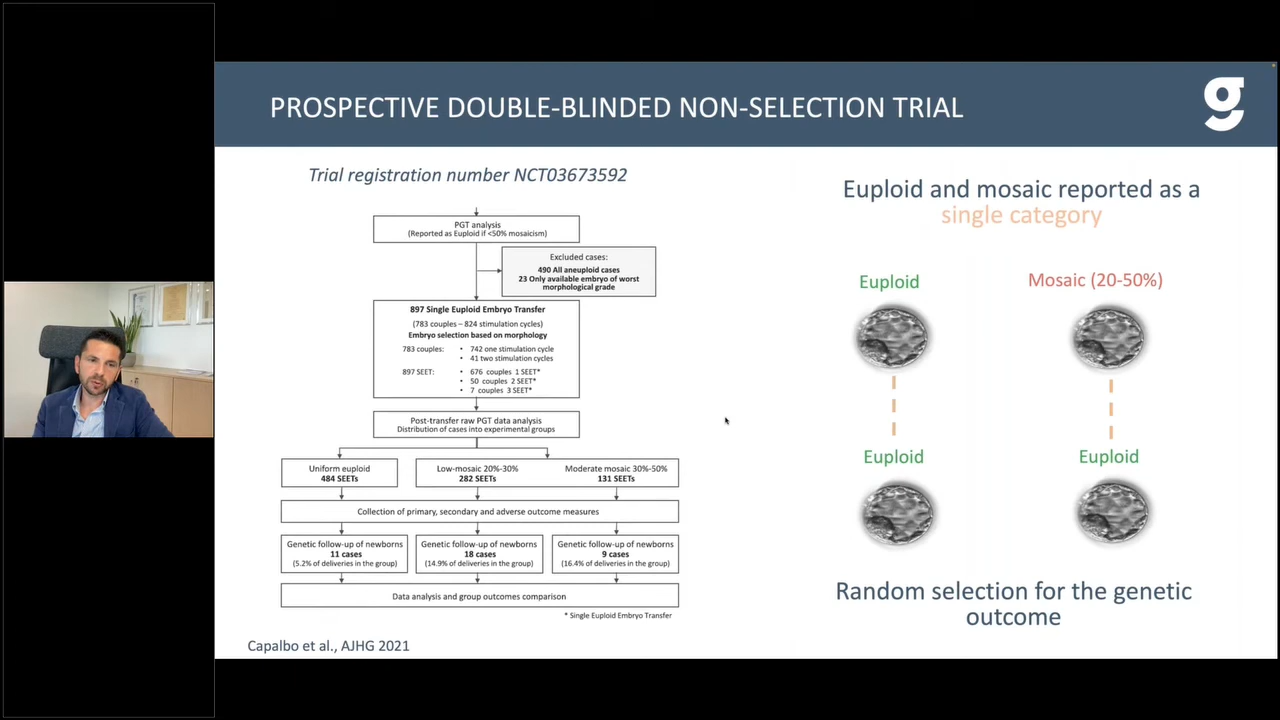 PROSPECTIVE DOUBLE-BLINDED NON-SELECTION TRIAL
g
Trial registration number NCT03673592
PGT analysis
(Reported as Euploid if <50% mosaicism)
Excluded cases:
490 All aneuploid cases
23 Only available embryo of worst
morphological grade
897 Single Euploid Embryo Transfer
(783 couples – 824 stimulation cycles)
Embryo selection based on morphology
783 couples: • 742 one stimulation cycle
• 41 two stimulation cycles
897 SEET: • 676 couples 1 SEET*
• 50 couples 2 SEET*
• 7 couples 3 SEET*
Post-transfer raw PGT data analysis
Distribution of cases into experimental groups
Uniform euploid
484 SEETs
Low-mosaic 20%-30%
282 SEETs
Moderate mosaic 30%-50%
131 SEETs
Collection of primary, secondary and adverse outcome measures
Genetic follow-up of newborns
11 cases
(5.2% of deliveries in the group)
Genetic follow-up of newborns
18 cases
(14.9% of deliveries in the group)
Genetic follow-up of newborns
9 cases
(16.4% of deliveries in the group)
Data analysis and group outcomes comparison
* Single Euploid Embryo Transfer
Capalbo et al., AJHG 2021
Euploid and mosaic reported as a
single category
Euploid
Mosaic (20-50%)
Euploid
Euploid
Random selection for the genetic
outcome